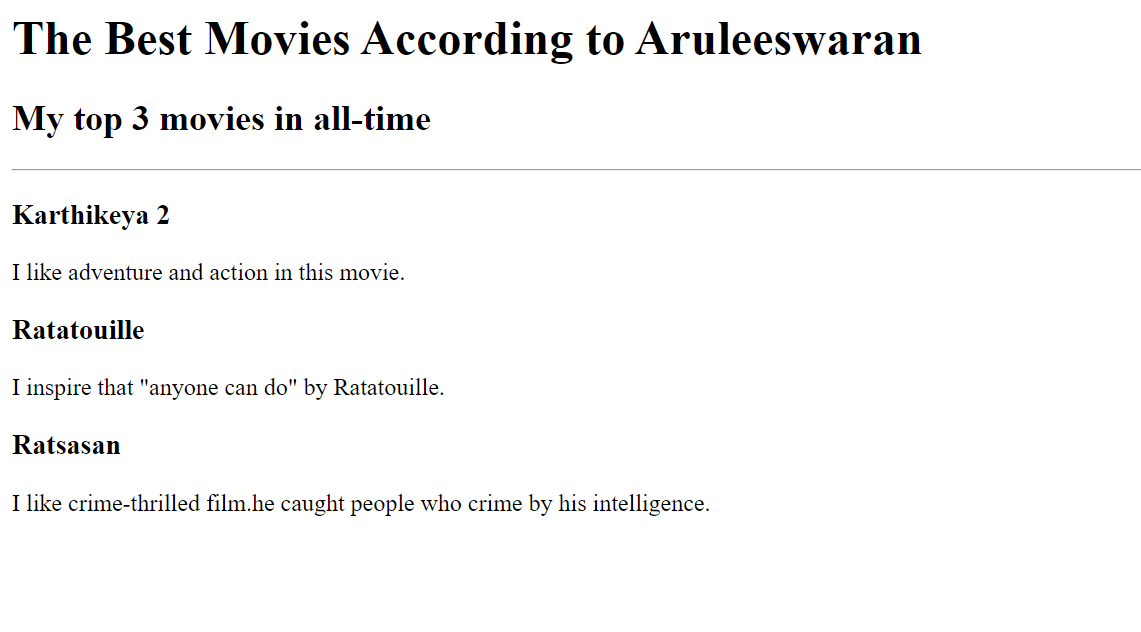 The Best Movies According to Aruleeswaran
My top 3 movies in all-time
Karthikeya 2
I like adventure and action in this movie.
Ratatouille
I inspire that "anyone can do" by Ratatouille.
Ratsasan
I like crime-thrilled film.he caught people who crime by his intelligence.